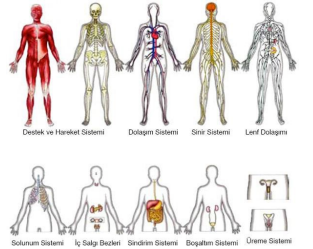 Destek ve Hareket Sistemi
Dolaşım Sistemi
Sinir Sistemi
Lenf Dolaşımı
Solunum Sistemi
İç Salgı Bezleri
Sindirim Sistemi
Boşaltım Sistemi
Üreme Sistemi